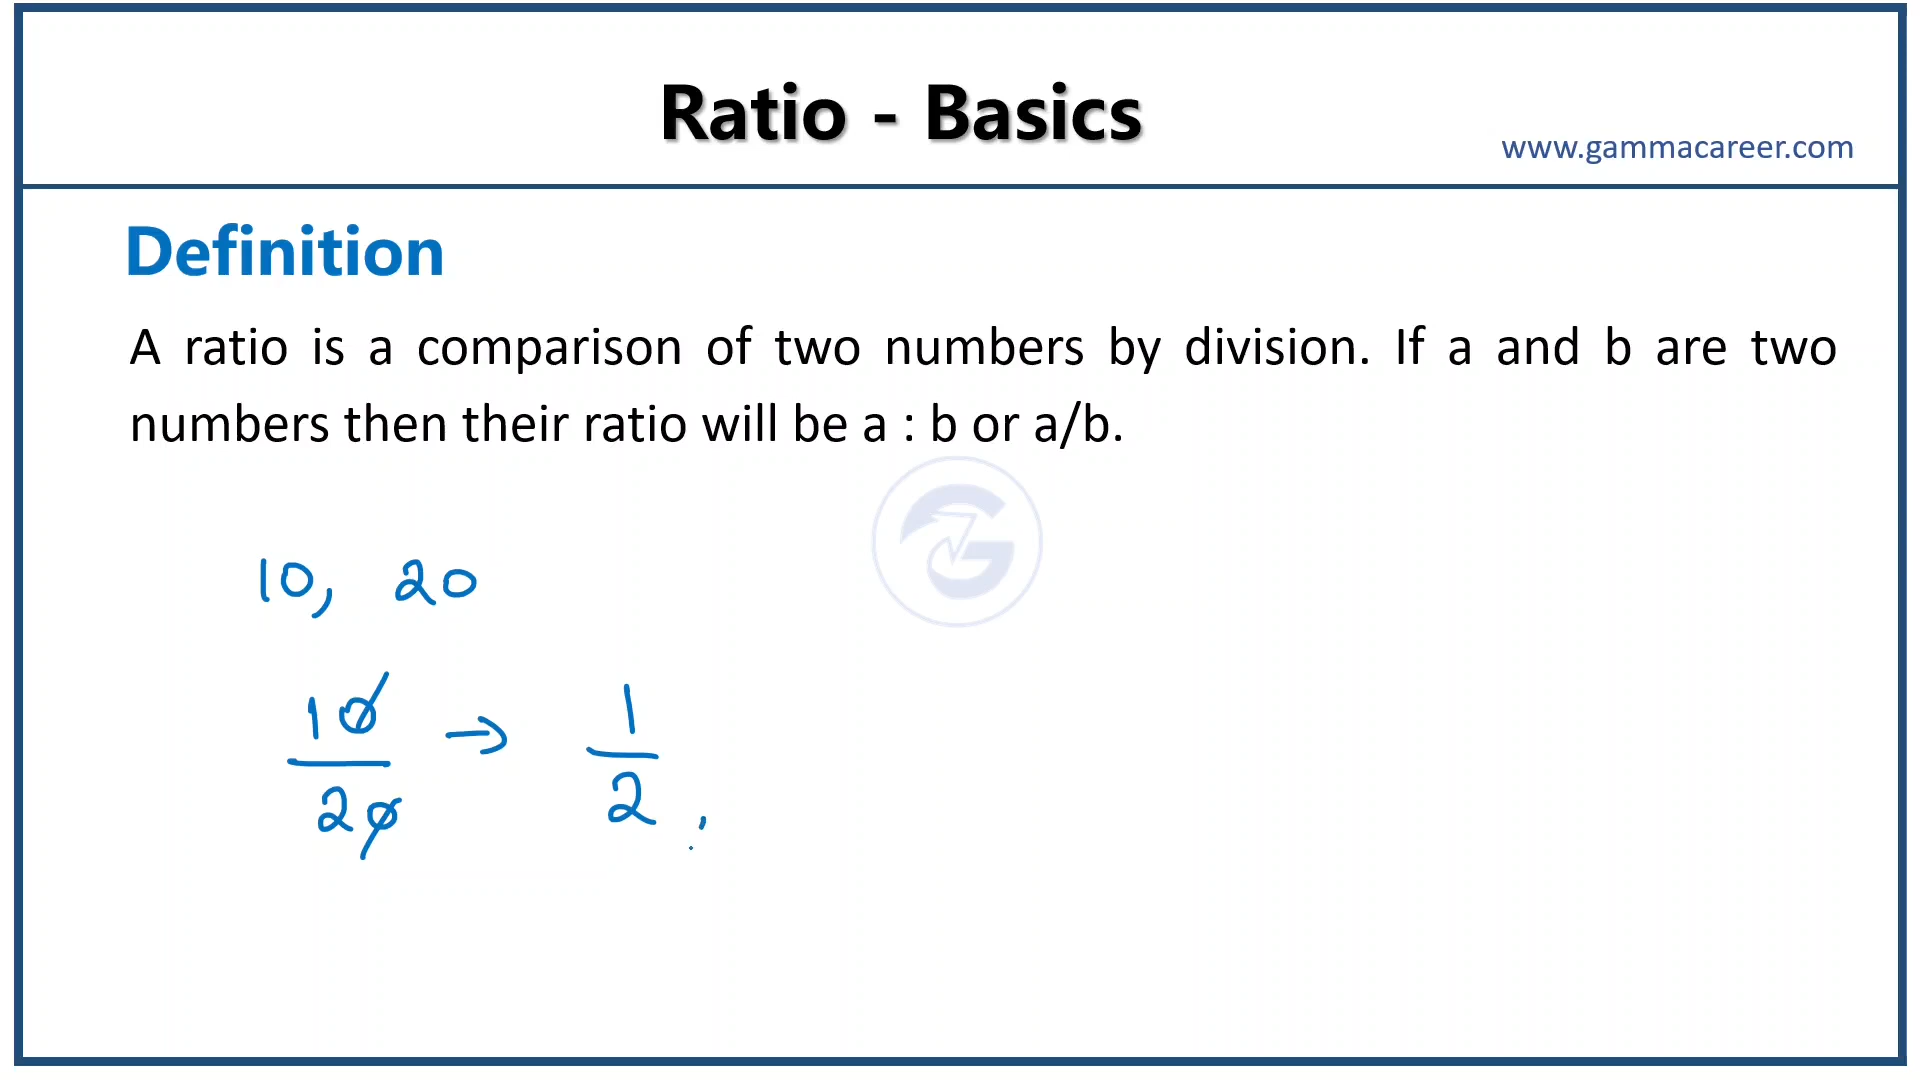 Ratio - Basics
www.gammacareer.com
Definition
A ratio is a comparison of two numbers by division. If a and b are two
numbers then their ratio will be a : b or a/b.
10, 20
10/20 → 1/2 ,